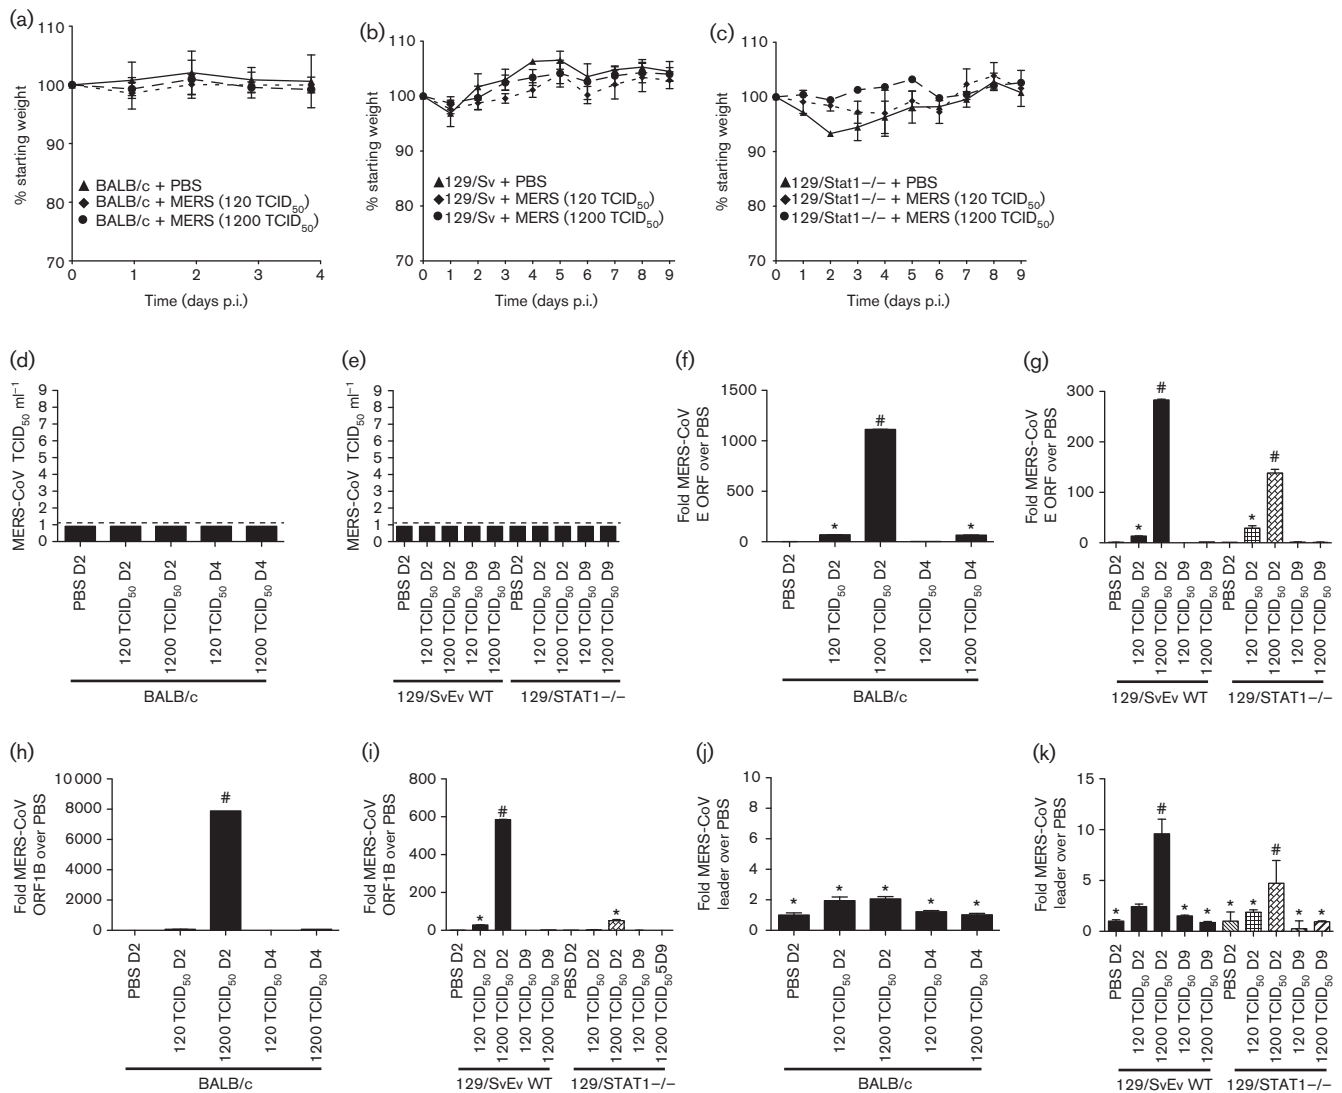 (a)
110
100
90
80
70
% starting weight
▲ BALB/c + PBS
◆ BALB/c + MERS (120 TCID50)
● BALB/c + MERS (1200 TCID50)
0 1 2 3 4
Time (days p.i.)
(b)
110
100
90
80
70
% starting weight
▲ 129/Sv + PBS
◆ 129/Sv + MERS (120 TCID50)
● 129/Sv + MERS (1200 TCID50)
0 1 2 3 4 5 6 7 8 9
Time (days p.i.)
(c)
110
100
90
80
70
% starting weight
▲ 129/Stat1−/− + PBS
◆ 129/Stat1−/− + MERS (120 TCID50)
● 129/Stat1−/− + MERS (1200 TCID50)
0 1 2 3 4 5 6 7 8 9
Time (days p.i.)
(d)
MERS-CoV TCID50 ml−1
9
8
7
6
5
4
3
2
1
0
PBS D2
120 TCID50 D2
1200 TCID50 D2
120 TCID50 D4
1200 TCID50 D4
BALB/c
(e)
MERS-CoV TCID50 ml−1
9
8
7
6
5
4
3
2
1
0
PBS D2
120 TCID50 D2
1200 TCID50 D2
120 TCID50 D9
1200 TCID50 D9
PBS D2
120 TCID50 D2
1200 TCID50 D2
120 TCID50 D9
1200 TCID50 D9
129/SvEv WT
129/STAT1−/−
(f)
Fold MERS-CoV
E ORF over PBS
1500
1000
500
0
*
#
*
PBS D2
120 TCID50 D2
1200 TCID50 D2
120 TCID50 D4
1200 TCID50 D4
BALB/c
(g)
Fold MERS-CoV
E ORF over PBS
300
200
100
0
*
#
*
#
PBS D2
120 TCID50 D2
1200 TCID50 D2
120 TCID50 D9
1200 TCID50 D9
PBS D2
120 TCID50 D2
1200 TCID50 D2
120 TCID50 D9
1200 TCID50 D9
129/SvEv WT
129/STAT1−/−
(h)
Fold MERS-CoV
ORF1B over PBS
10 000
8000
6000
4000
2000
0
#
PBS D2
120 TCID50 D2
1200 TCID50 D2
120 TCID50 D4
1200 TCID50 D4
BALB/c
(i)
Fold MERS-CoV
ORF1B over PBS
800
600
400
200
0
*
#
*
PBS D2
120 TCID50 D2
1200 TCID50 D2
120 TCID50 D9
1200 TCID50 D9
PBS D2
120 TCID50 D2
1200 TCID50 D2
120 TCID50 D9
1200 TCID50 5D9
129/SvEv WT
129/STAT1−/−
(j)
Fold MERS-CoV
leader over PBS
10
8
6
4
2
0
*
*
*
*
*
PBS D2
120 TCID50 D2
1200 TCID50 D2
120 TCID50 D4
1200 TCID50 D4
BALB/c
(k)
Fold MERS-CoV
leader over PBS
15
10
5
0
*
#
*
*
*
*
#
*
*
PBS D2
120 TCID50 D2
1200 TCID50 D2
120 TCID50 D9
1200 TCID50 D9
PBS D2
120 TCID50 D2
1200 TCID50 D2
120 TCID50 D9
1200 TCID50 D9
129/SvEv WT
129/STAT1−/−